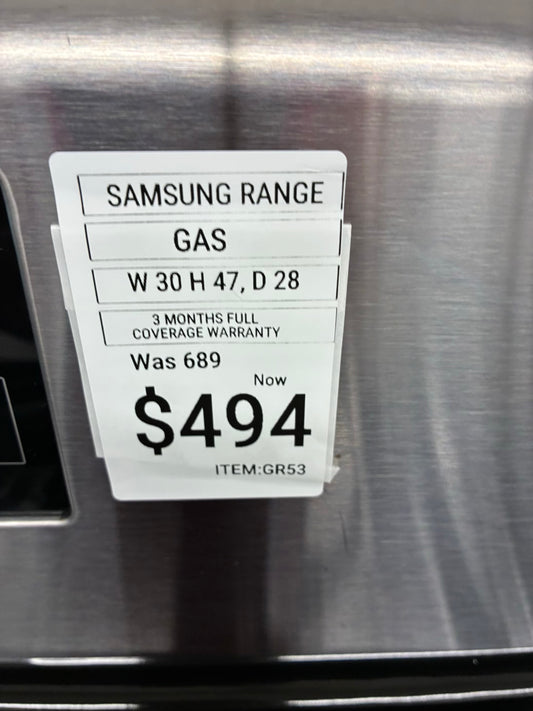 SAMSUNG RANGE
GAS
W 30 H 47, D 28
3 MONTHS FULL
COVERAGE WARRANTY
Was 689
Now
$494
ITEM:GR53